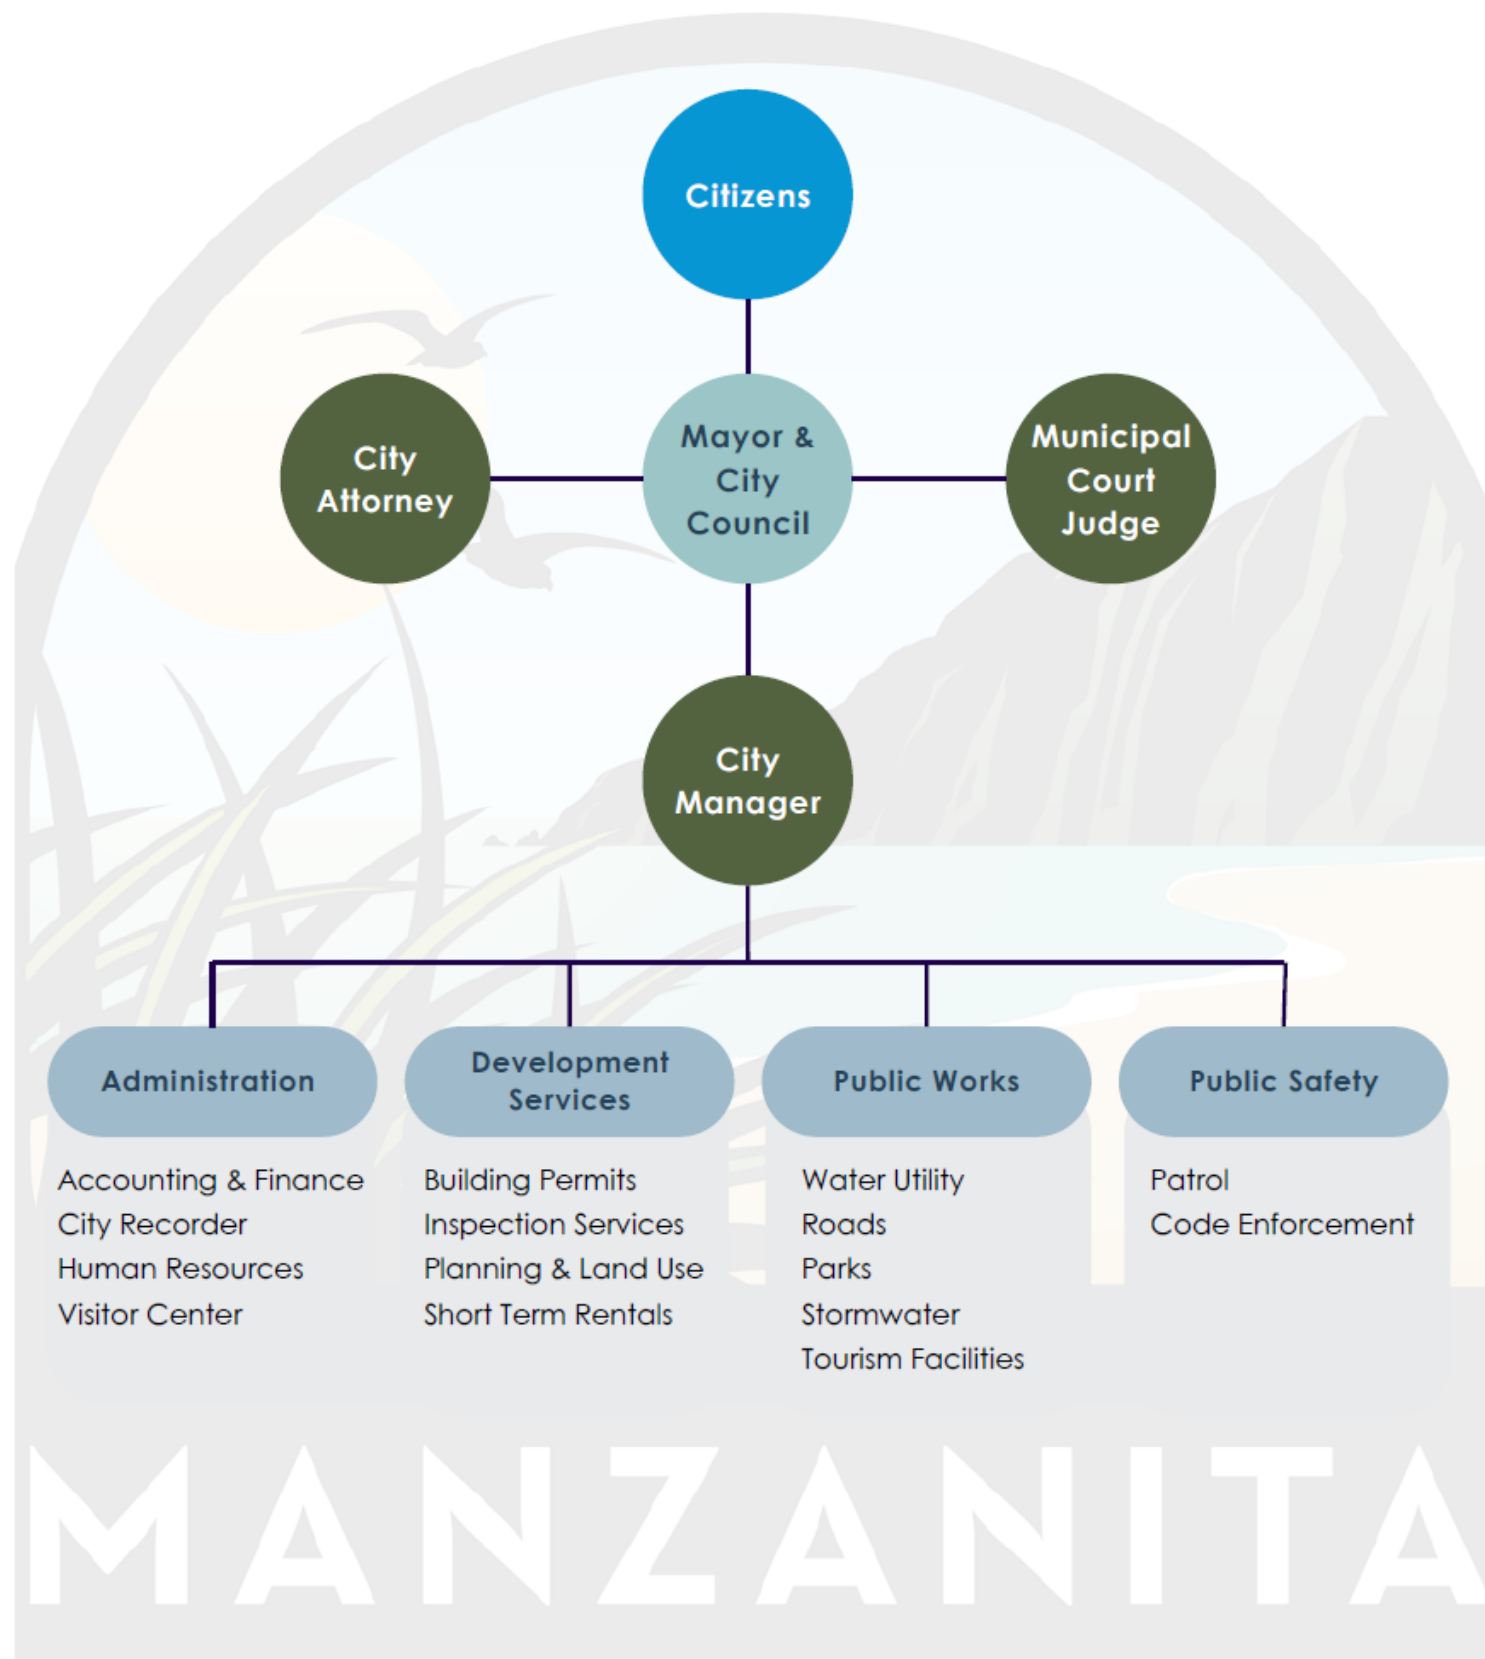 Citizens
City
Attorney
Mayor &
City
Council
Municipal
Court
Judge
City
Manager
Administration
Accounting & Finance
City Recorder
Human Resources
Visitor Center
Development
Services
Building Permits
Inspection Services
Planning & Land Use
Short Term Rentals
Public Works
Water Utility
Roads
Parks
Stormwater
Tourism Facilities
Public Safety
Patrol
Code Enforcement
MANZANITA